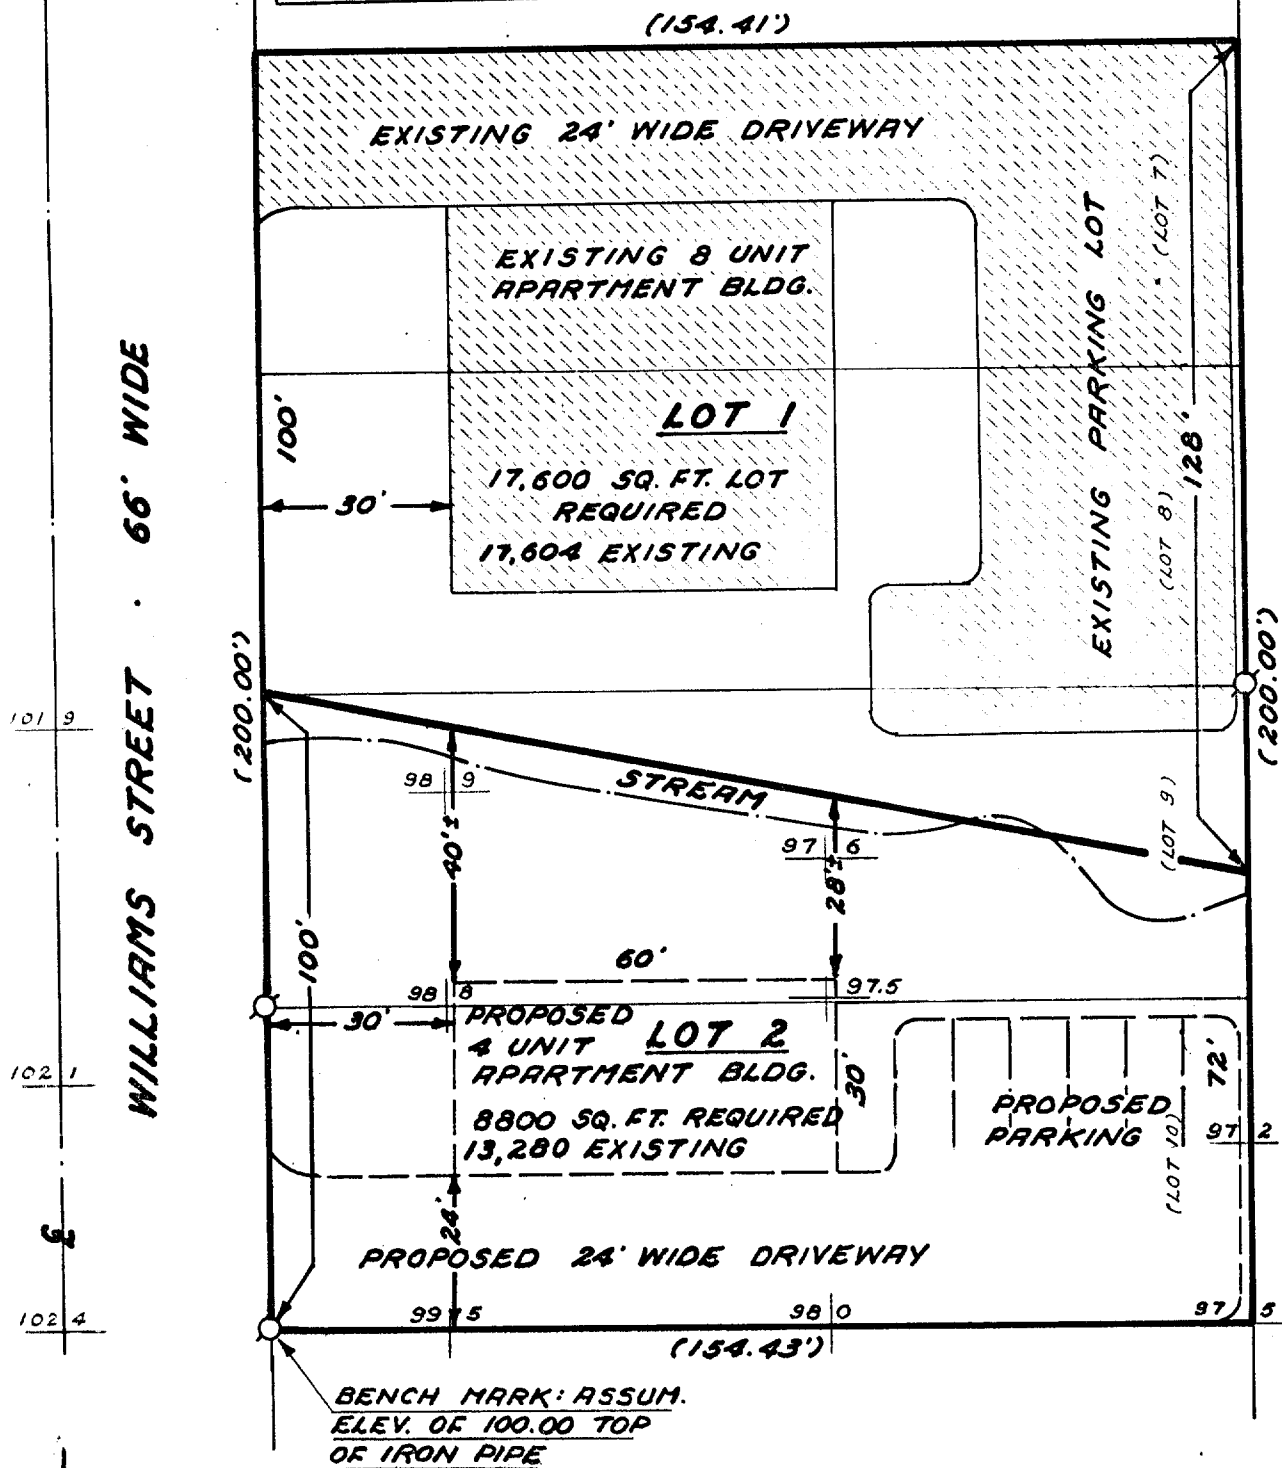 (154.41')
EXISTING 24' WIDE DRIVEWAY
EXISTING 8 UNIT
APARTMENT BLDG.
EXISTING PARKING LOT
(LOT 7)
128'
(LOT 8)
100'
LOT 1
30'
17,600 SQ. FT. LOT
REQUIRED
17,604 EXISTING
WILLIAMS STREET . 66' WIDE
(200.00')
(200.00')
101 9
98 9
STREAM
97 6
(LOT 9)
40'±
28'±
100'
60'
98 8
97.5
30'
PROPOSED
4 UNIT
LOT 2
APARTMENT BLDG.
30'
72'
102 1
8800 SQ. FT. REQUIRED
13,280 EXISTING
PROPOSED
PARKING
97 2
(LOT 10)
24'
PROPOSED 24' WIDE DRIVEWAY
102 4
99 5
98 0
97 5
(154.43')
BENCH MARK: ASSUM.
ELEV. OF 100.00 TOP
OF IRON PIPE